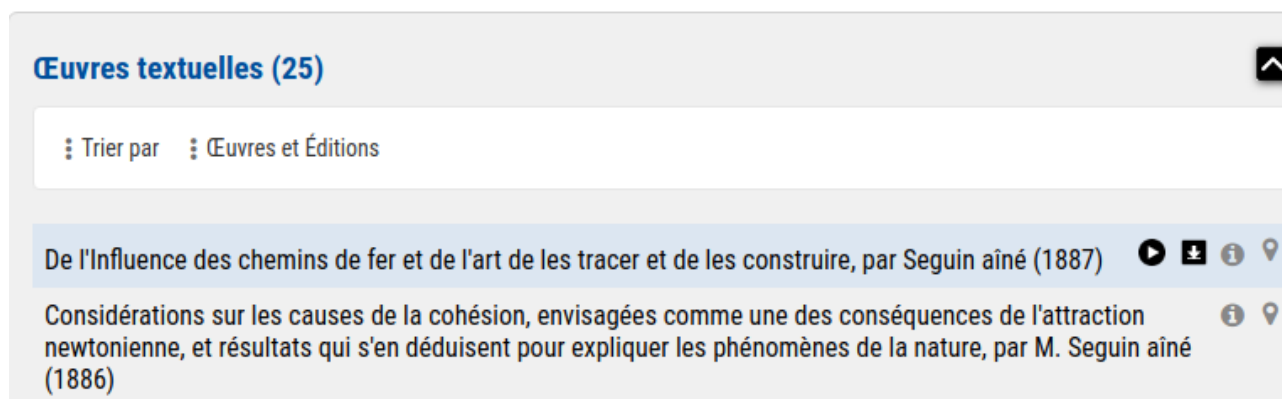 Œuvres textuelles (25)
Trier par Œuvres et Éditions
De l'Influence des chemins de fer et de l'art de les tracer et de les construire, par Seguin aîné (1887)
Considérations sur les causes de la cohésion, envisagées comme une des conséquences de l'attraction
newtonienne, et résultats qui s'en déduisent pour expliquer les phénomènes de la nature, par M. Seguin aîné
(1886)